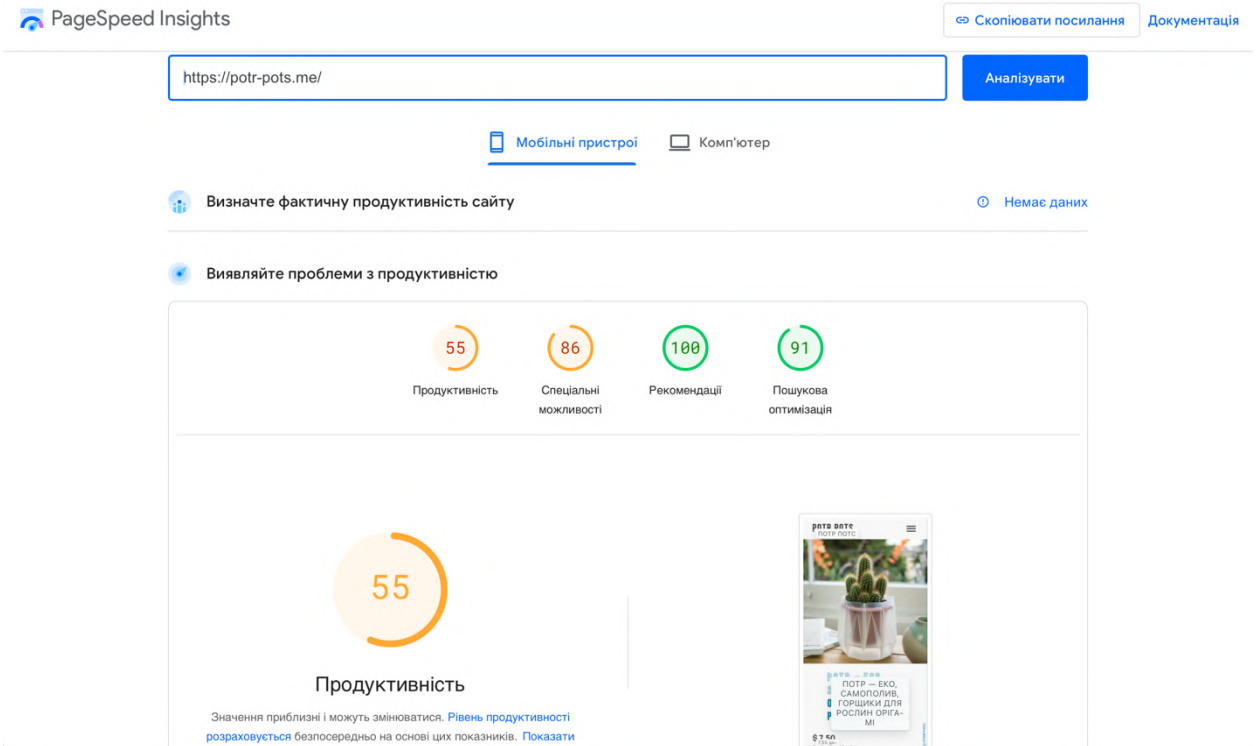 PageSpeed Insights
Скопіювати посилання
Документація
https://potr-pots.me/
Аналізувати
Мобільні пристрої
Комп'ютер
Визначте фактичну продуктивність сайту
Немає даних
Виявляйте проблеми з продуктивністю
55
86
100
91
Продуктивність
Спеціальні
можливості
Рекомендації
Пошукова
оптимізація
55
Продуктивність
Значення приблизні і можуть змінюватися. Рівень продуктивності
розраховується безпосередньо на основі цих показників. Показати
ПОТР ПОТС
ПОТР — ЕКО,
САМОПОЛИВ,
ГОРЩИКИ ДЛЯ
РОСЛИН ОРІГА-
МІ
$ 7.50